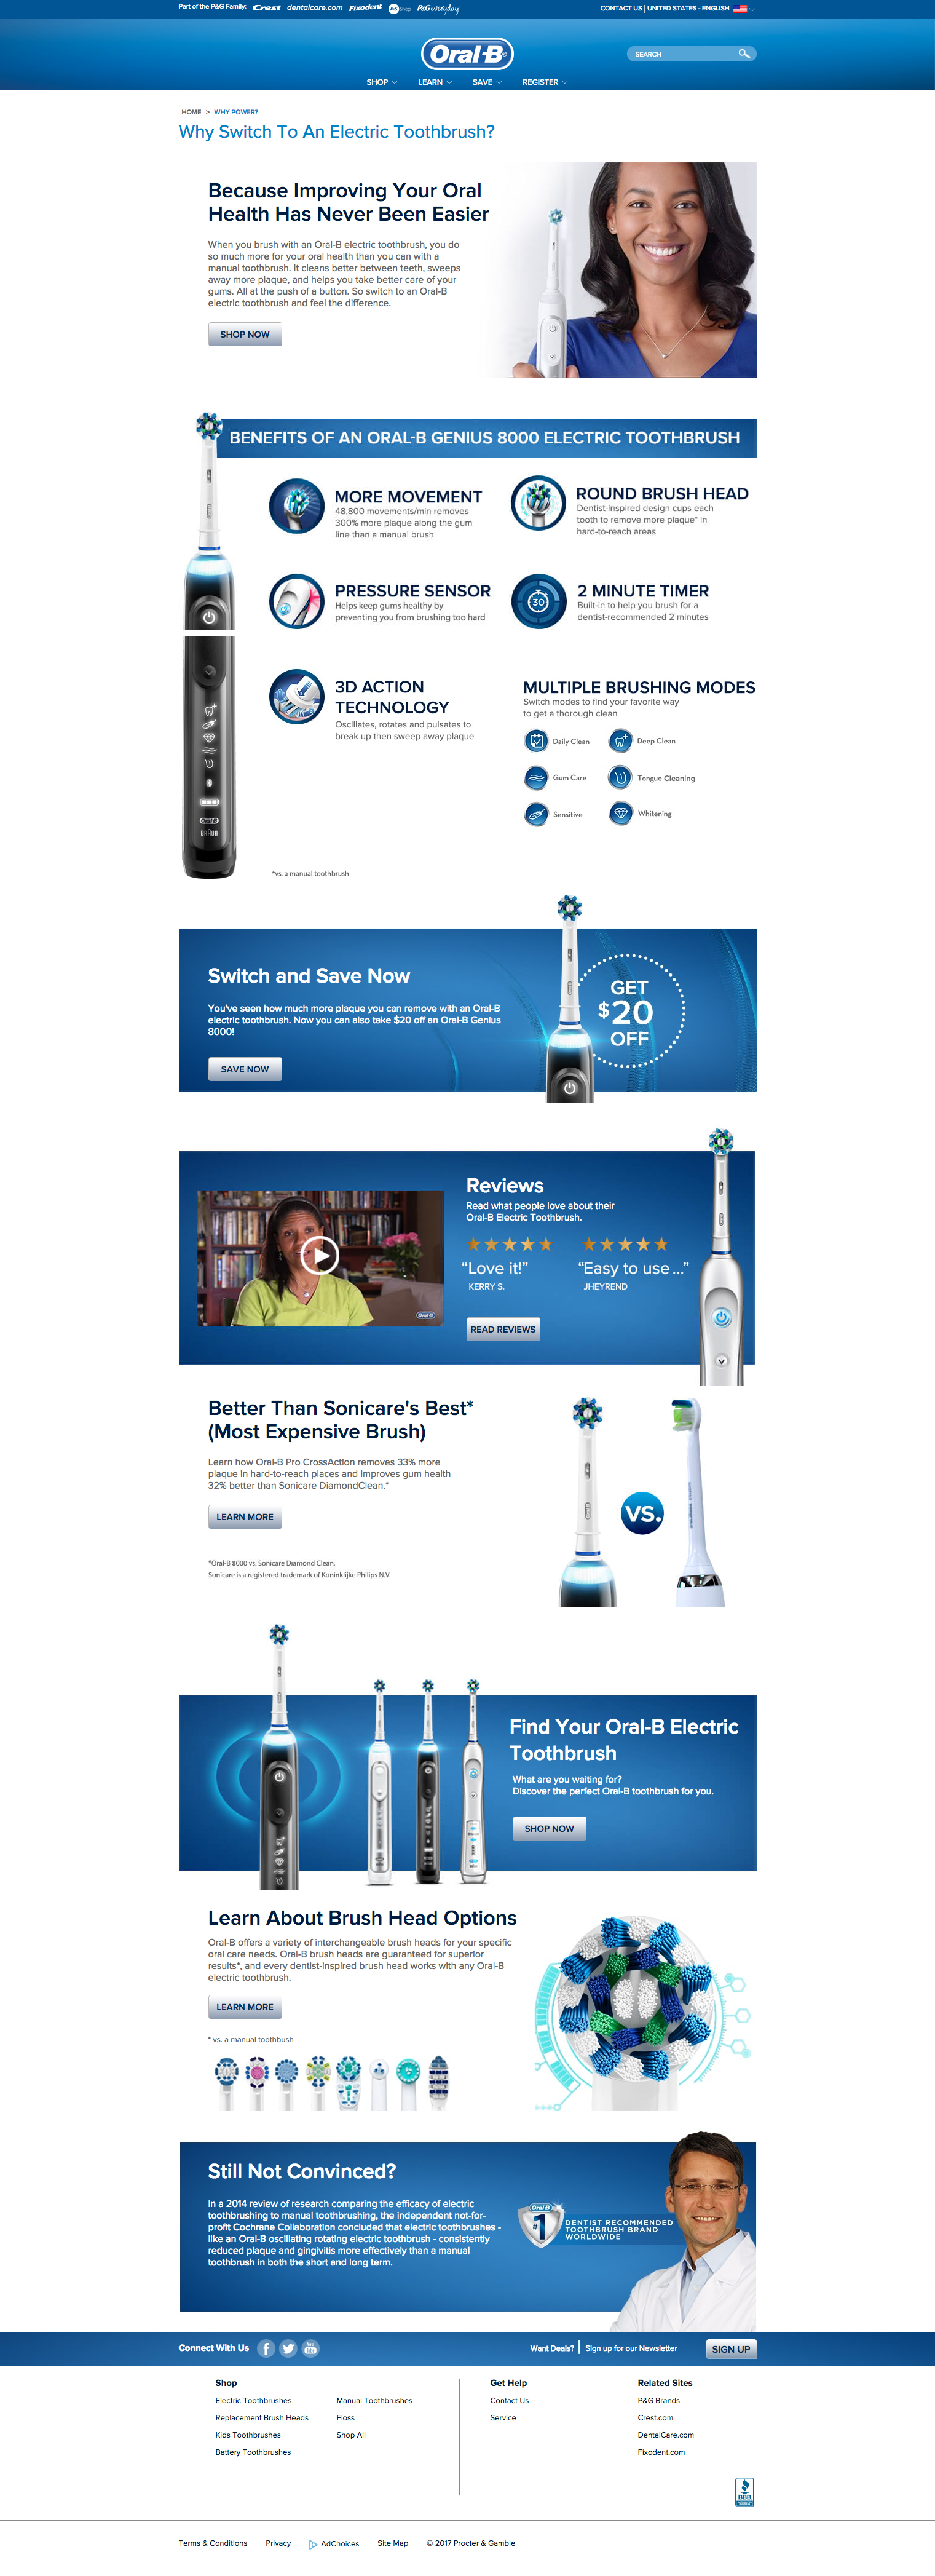 Part of the P&G Family: Crest dentalcare.com Fixodent P&G Shop P&G everyday
CONTACT US | UNITED STATES - ENGLISH
Oral-B
SEARCH
SHOP LEARN SAVE REGISTER
HOME > WHY POWER?
Why Switch To An Electric Toothbrush?
Because Improving Your Oral
Health Has Never Been Easier
When you brush with an Oral-B electric toothbrush, you do
so much more for your oral health than you can with a
manual toothbrush. It cleans better between teeth, sweeps
away more plaque, and helps you take better care of your
gums. All at the push of a button. So switch to an Oral-B
electric toothbrush and feel the difference.
SHOP NOW
BENEFITS OF AN ORAL-B GENIUS 8000 ELECTRIC TOOTHBRUSH
MORE MOVEMENT
48,800 movements/min removes
300% more plaque along the gum
line than a manual brush
ROUND BRUSH HEAD
Dentist-inspired design cups each
tooth to remove more plaque* in
hard-to-reach areas
PRESSURE SENSOR
Helps keep gums healthy by
preventing you from brushing too hard
30
2 MINUTE TIMER
Built-in to help you brush for a
dentist-recommended 2 minutes
3D ACTION
TECHNOLOGY
Oscillates, rotates and pulsates to
break up then sweep away plaque
MULTIPLE BRUSHING MODES
Switch modes to find your favorite way
to get a thorough clean
Daily Clean
Deep Clean
Gum Care
Tongue Cleaning
Sensitive
Whitening
Oral-B
BRAUN
*vs. a manual toothbrush
Switch and Save Now
You've seen how much more plaque you can remove with an Oral-B
electric toothbrush. Now you can also take $20 off an Oral-B Genius
8000!
SAVE NOW
GET
$20
OFF
Reviews
Read what people love about their
Oral-B Electric Toothbrush.
“Love it!”
KERRY S.
“Easy to use ...”
JHEYREND
READ REVIEWS
Oral-B
Better Than Sonicare's Best*
(Most Expensive Brush)
Learn how Oral-B Pro CrossAction removes 33% more
plaque in hard-to-reach places and improves gum health
32% better than Sonicare DiamondClean.*
LEARN MORE
VS.
*Oral-B 8000 vs. Sonicare Diamond Clean.
Sonicare is a registered trademark of Koninklijke Philips N.V.
Find Your Oral-B Electric
Toothbrush
What are you waiting for?
Discover the perfect Oral-B toothbrush for you.
SHOP NOW
Learn About Brush Head Options
Oral-B offers a variety of interchangeable brush heads for your specific
oral care needs. Oral-B brush heads are guaranteed for superior
results*, and every dentist-inspired brush head works with any Oral-B
electric toothbrush.
LEARN MORE
* vs. a manual toothbush
Still Not Convinced?
In a 2014 review of research comparing the efficacy of electric
toothbrushing to manual toothbrushing, the independent not-for-
profit Cochrane Collaboration concluded that electric toothbrushes -
like an Oral-B oscillating rotating electric toothbrush - consistently
reduced plaque and gingivitis more effectively than a manual
toothbrush in both the short and long term.
Oral-B
#1
DENTIST RECOMMENDED
TOOTHBRUSH BRAND
WORLDWIDE
Connect With Us
You Tube
Want Deals? | Sign up for our Newsletter
SIGN UP
Shop
Electric Toothbrushes
Replacement Brush Heads
Kids Toothbrushes
Battery Toothbrushes
Manual Toothbrushes
Floss
Shop All
Get Help
Contact Us
Service
Related Sites
P&G Brands
Crest.com
DentalCare.com
Fixodent.com
BBB
Terms & Conditions
Privacy
AdChoices
Site Map
© 2017 Procter & Gamble